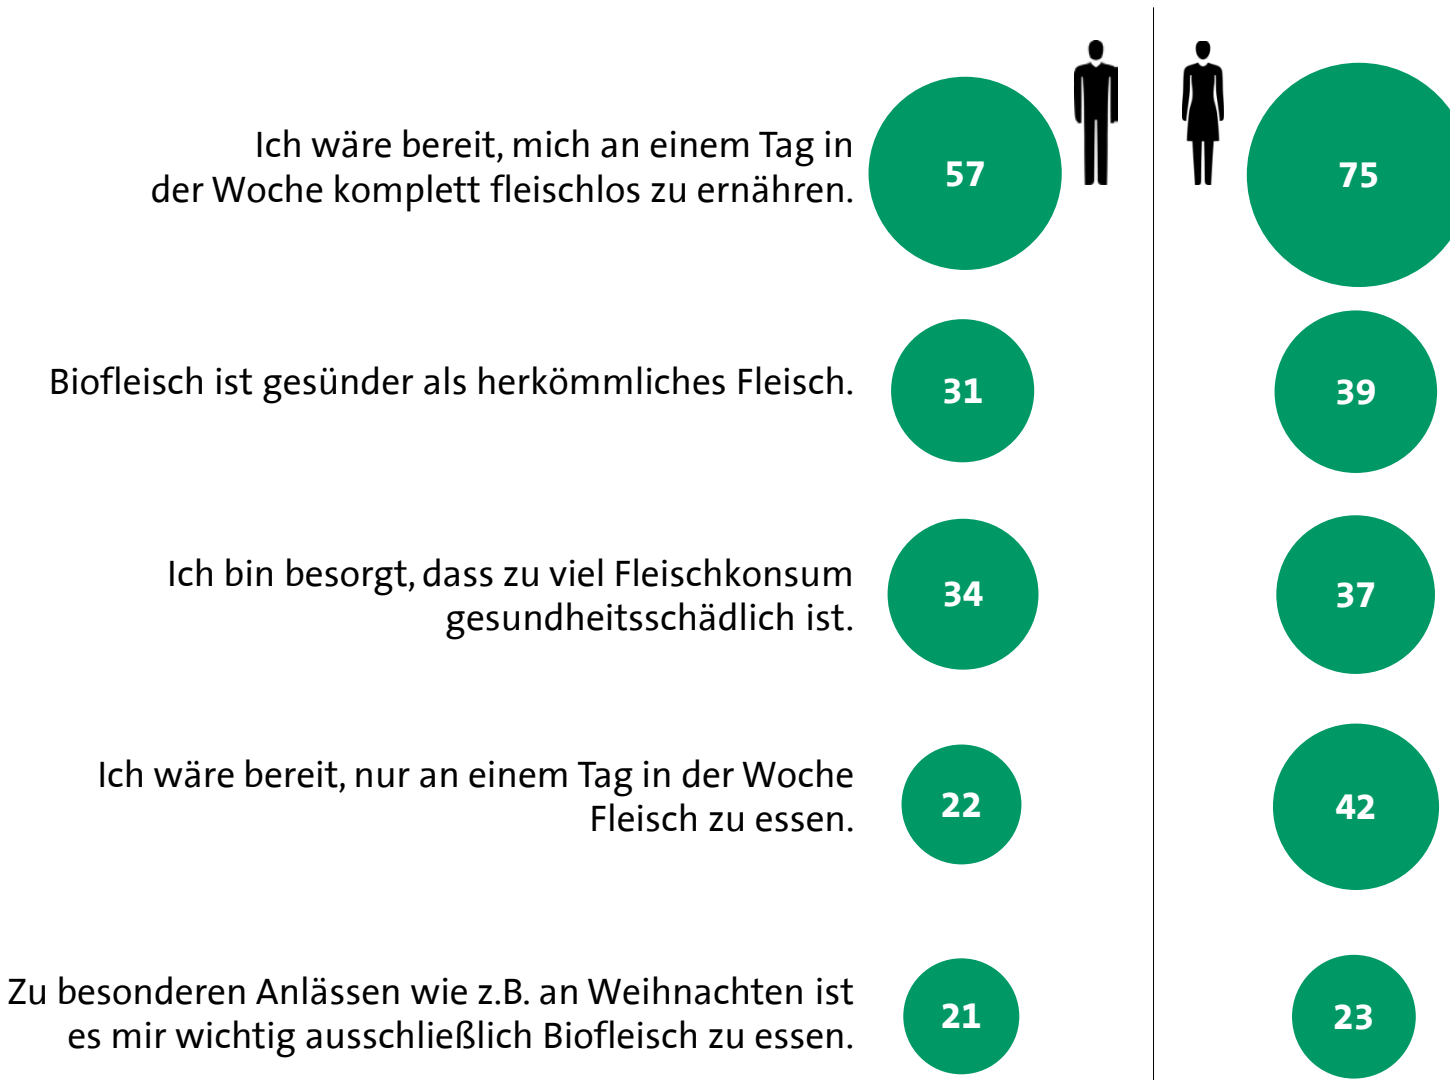 Ich wäre bereit, mich an einem Tag in
der Woche komplett fleischlos zu ernähren.
57
75
Biofleisch ist gesünder als herkömmliches Fleisch.
31
39
Ich bin besorgt, dass zu viel Fleischkonsum
gesundheitsschädlich ist.
34
37
Ich wäre bereit, nur an einem Tag in der Woche
Fleisch zu essen.
22
42
Zu besonderen Anlässen wie z.B. an Weihnachten ist
es mir wichtig ausschließlich Biofleisch zu essen.
21
23